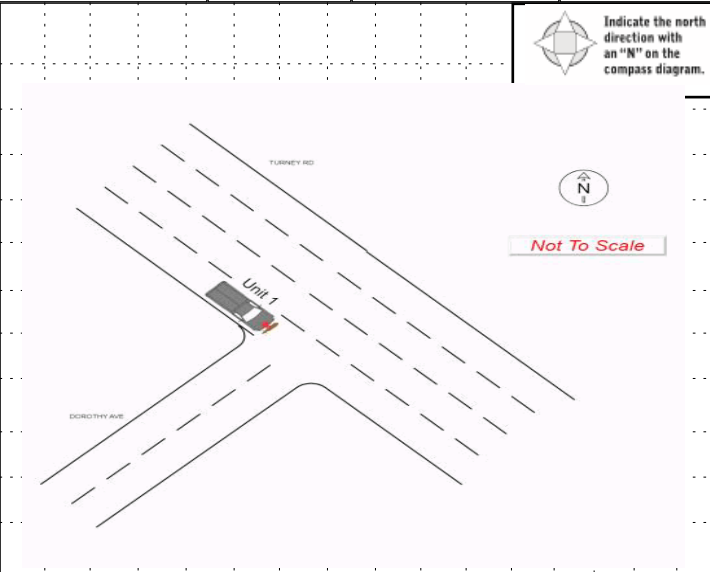 Indicate the north
direction with
an "N" on the
compass diagram.
TURNEY RD
N
Not To Scale
Unit 1
DOROTHY AVE